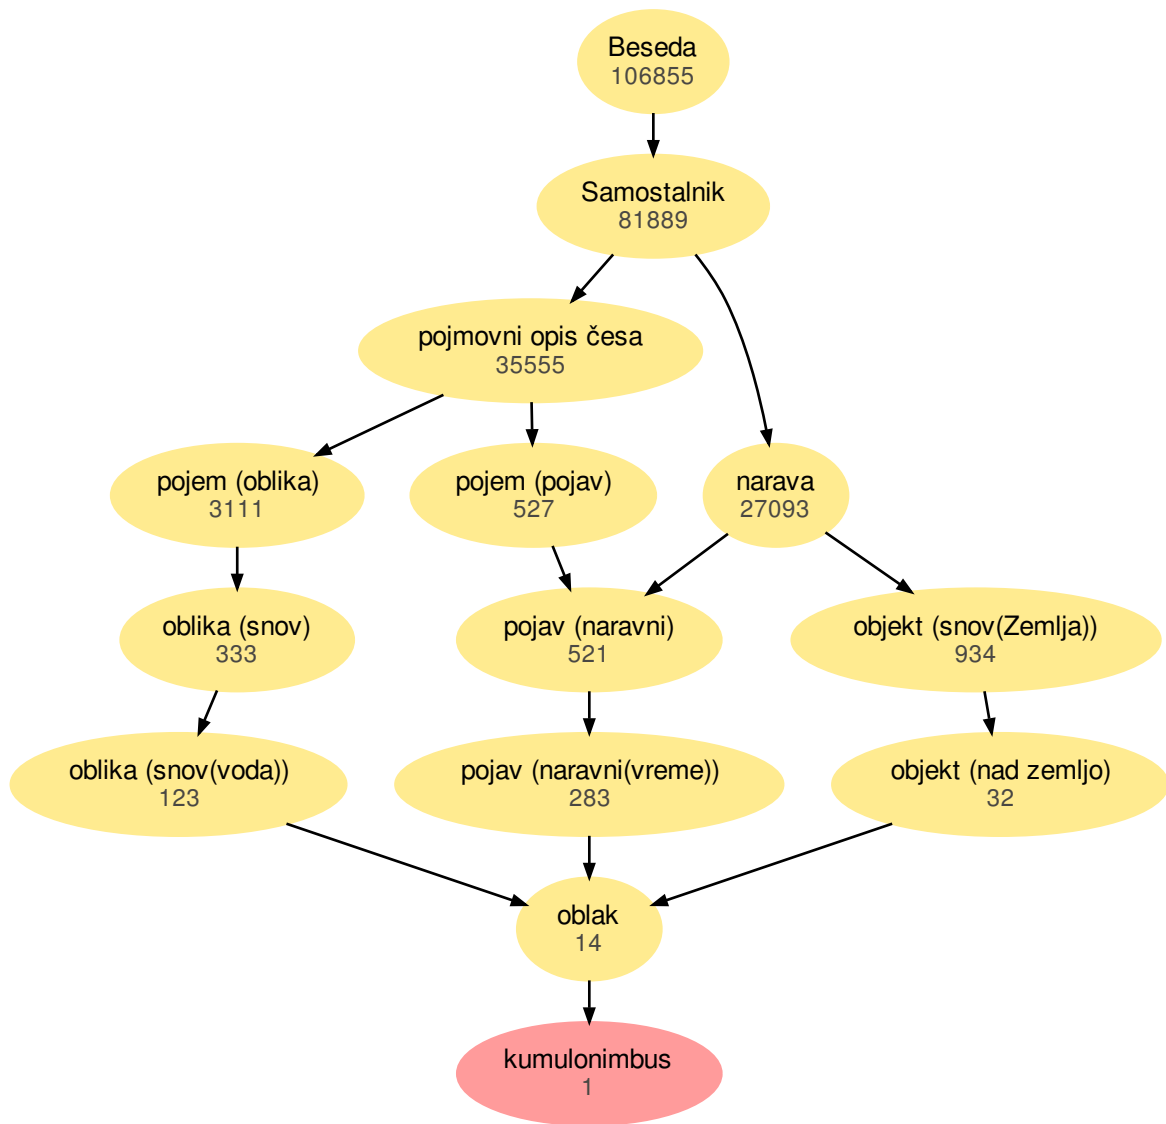 Beseda
106855
Samostalnik
81889
pojmovni opis česa
35555
pojem (oblika)
3111
pojem (pojav)
527
narava
27093
oblika (snov)
333
pojav (naravni)
521
objekt (snov(Zemlja))
934
oblika (snov(voda))
123
pojav (naravni(vreme))
283
objekt (nad zemljo)
32
oblak
14
kumulonimbus
1